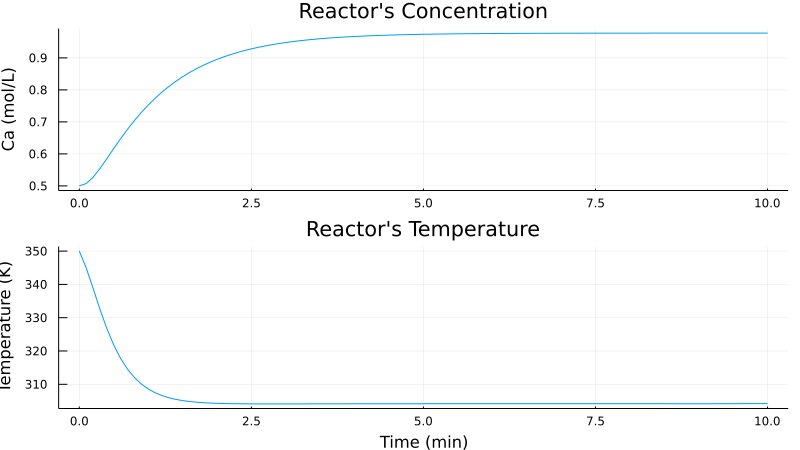 Reactor's Concentration
Ca (mol/L)
0.9
0.8
0.7
0.6
0.5
0.0 2.5 5.0 7.5 10.0
Reactor's Temperature
Temperature (K)
350
340
330
320
310
0.0 2.5 5.0 7.5 10.0
Time (min)